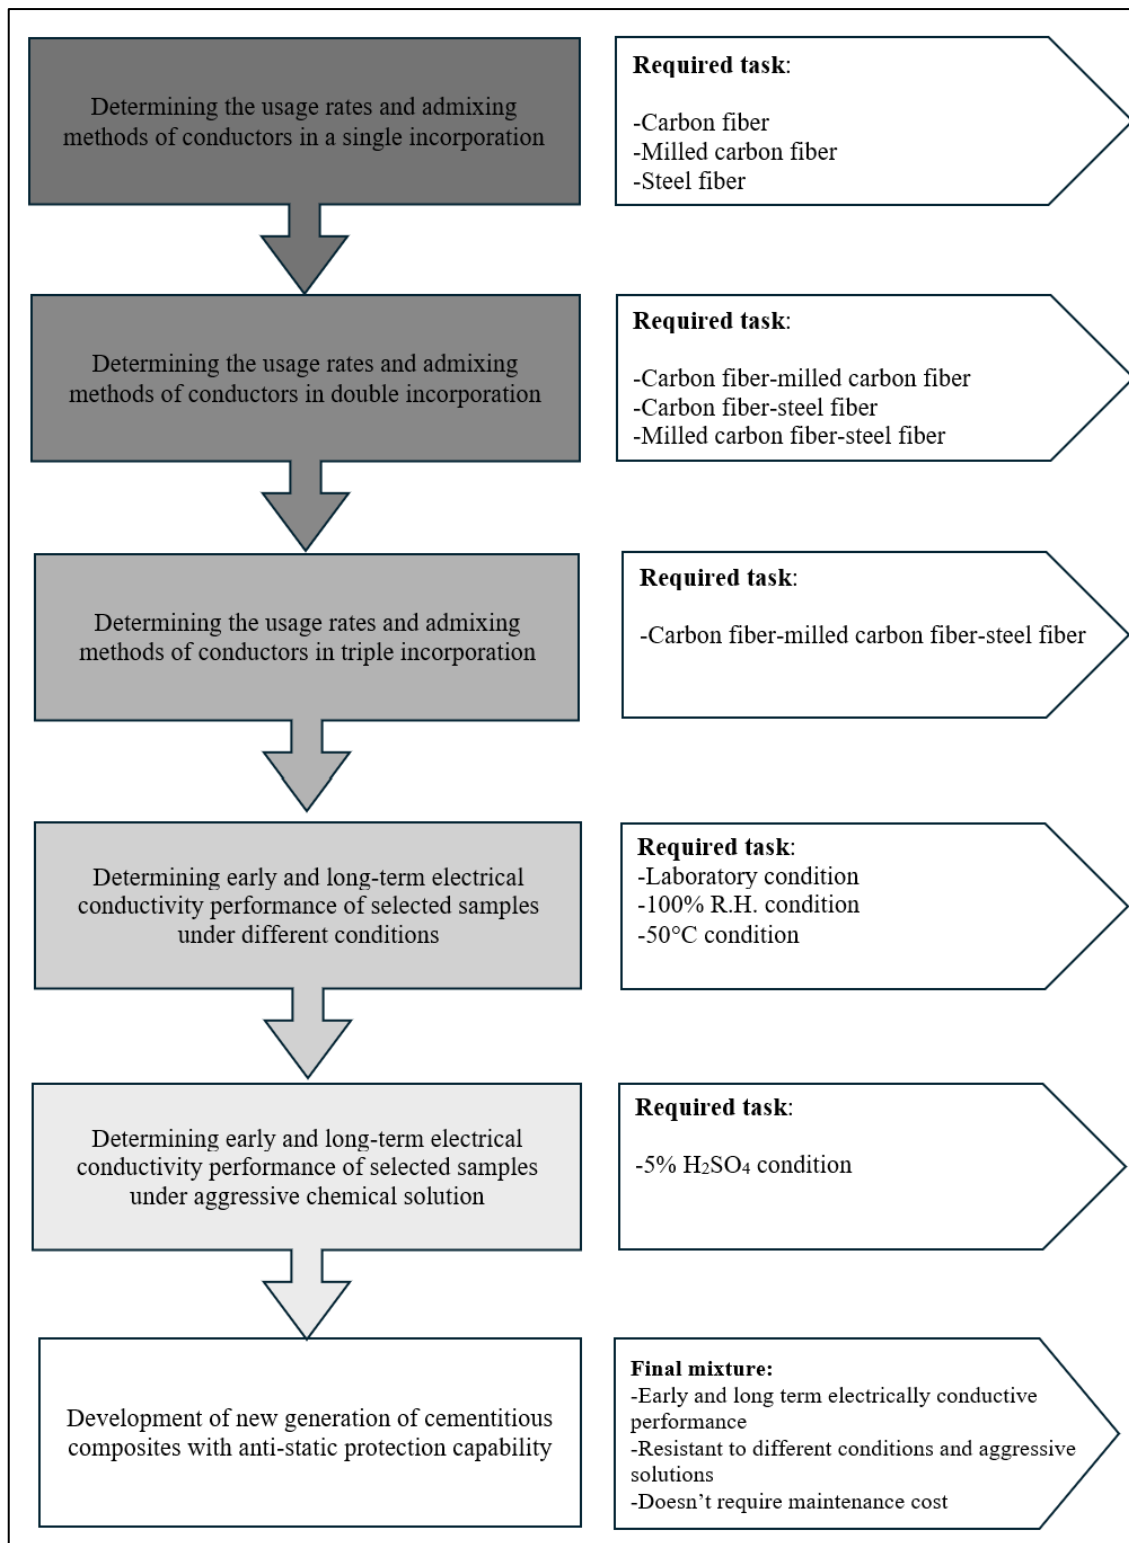 Determining the usage rates and admixing
methods of conductors in a single incorporation
Required task:
-Carbon fiber
-Milled carbon fiber
-Steel fiber
Determining the usage rates and admixing
methods of conductors in double incorporation
Required task:
-Carbon fiber-milled carbon fiber
-Carbon fiber-steel fiber
-Milled carbon fiber-steel fiber
Determining the usage rates and admixing
methods of conductors in triple incorporation
Required task:
-Carbon fiber-milled carbon fiber-steel fiber
Determining early and long-term electrical
conductivity performance of selected samples
under different conditions
Required task:
-Laboratory condition
-100% R.H. condition
-50°C condition
Determining early and long-term electrical
conductivity performance of selected samples
under aggressive chemical solution
Required task:
-5% H₂SO₄ condition
Development of new generation of cementitious
composites with anti-static protection capability
Final mixture:
-Early and long term electrically conductive
performance
-Resistant to different conditions and aggressive
solutions
-Doesn’t require maintenance cost